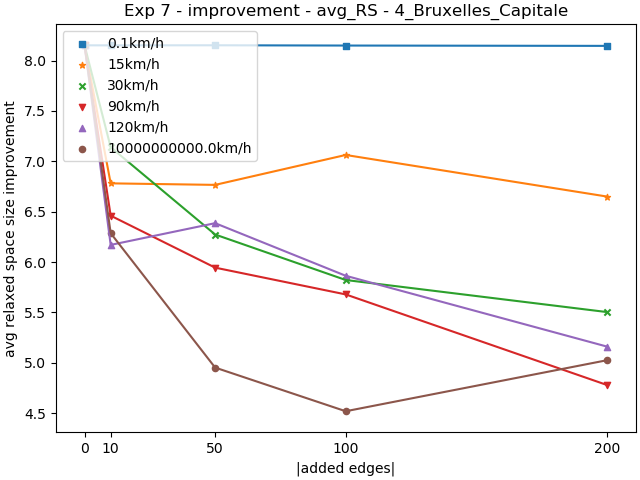 Exp 7 - improvement - avg_RS - 4_Bruxelles_Capitale
avg relaxed space size improvement
8.0
7.5
7.0
6.5
6.0
5.5
5.0
4.5
0.1km/h
15km/h
30km/h
90km/h
120km/h
10000000000.0km/h
0 10 50 100 200
|added edges|